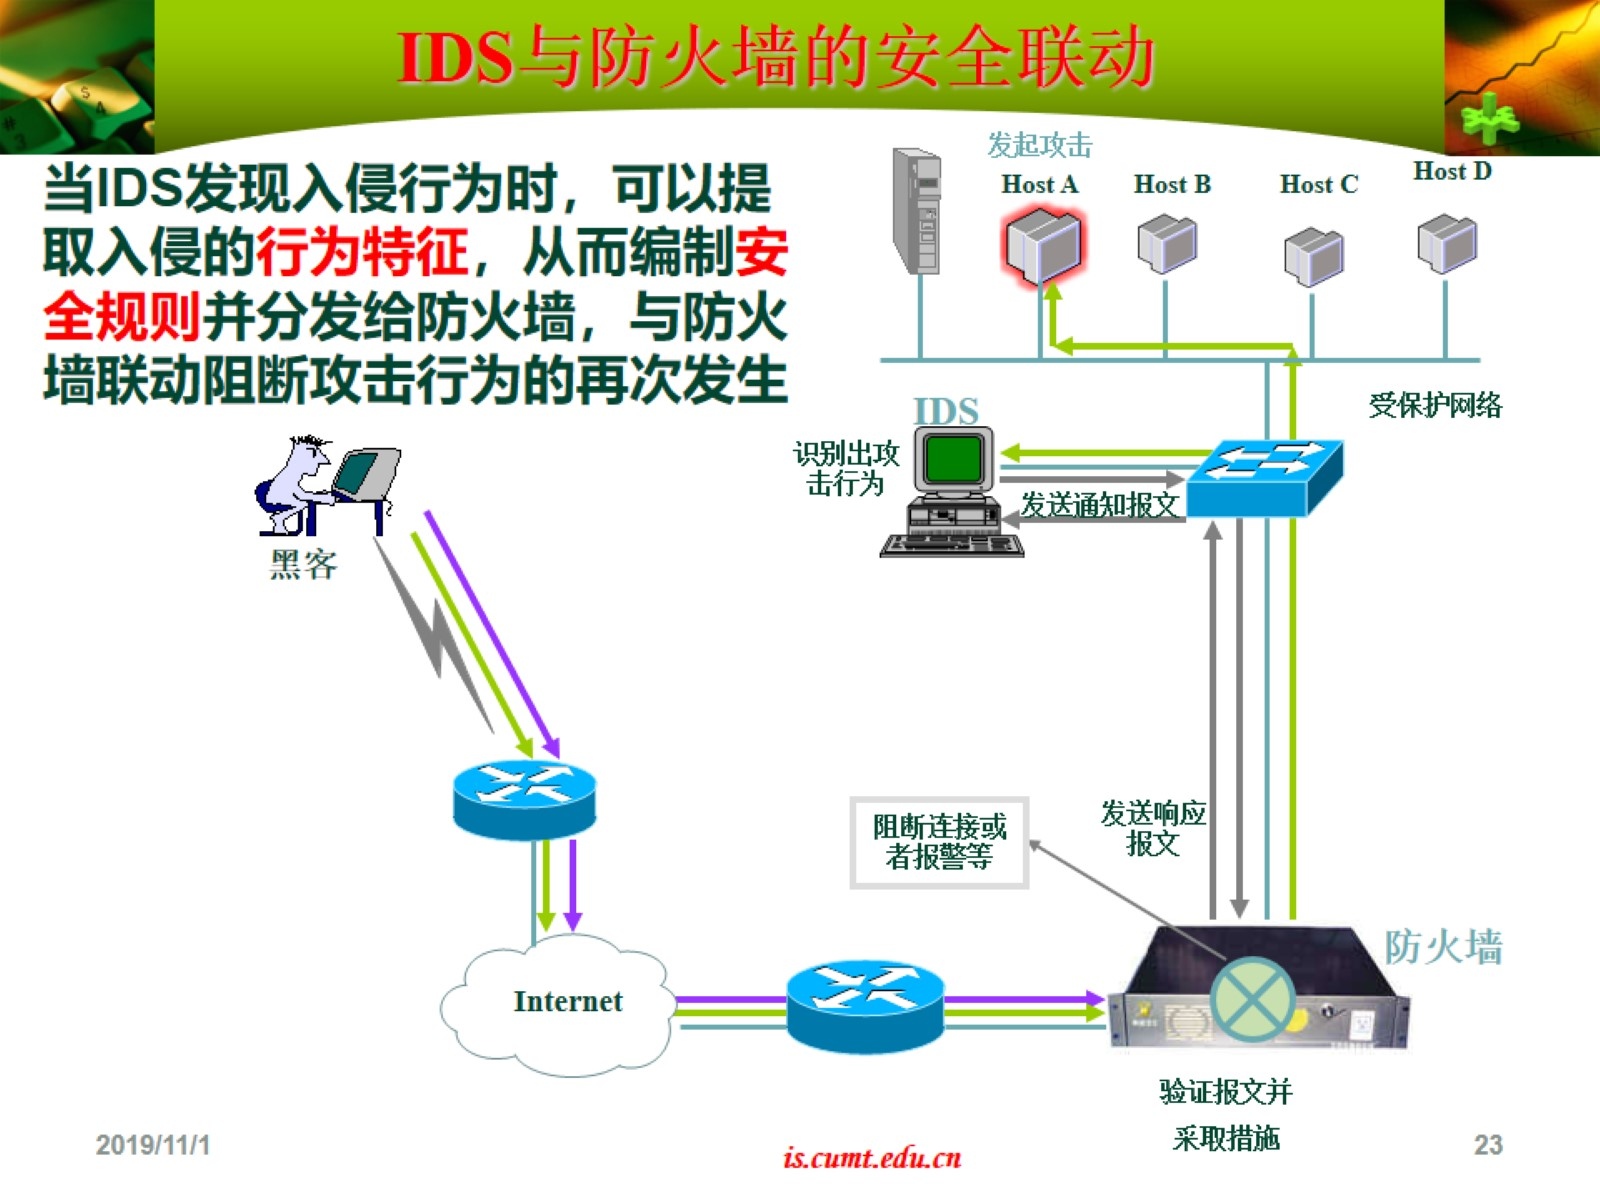 IDS与防火墙的安全联动
当IDS发现入侵行为时，可以提
取入侵的行为特征，从而编制安
全规则并分发给防火墙，与防火
墙联动阻断攻击行为的再次发生
发起攻击
Host A
Host B
Host C
Host D
受保护网络
IDS
识别出攻
击行为
发送通知报文
黑客
阻断连接或
者报警等
发送响应
报文
防火墙
Internet
验证报文并
采取措施
2019/11/1
is.cumt.edu.cn
23